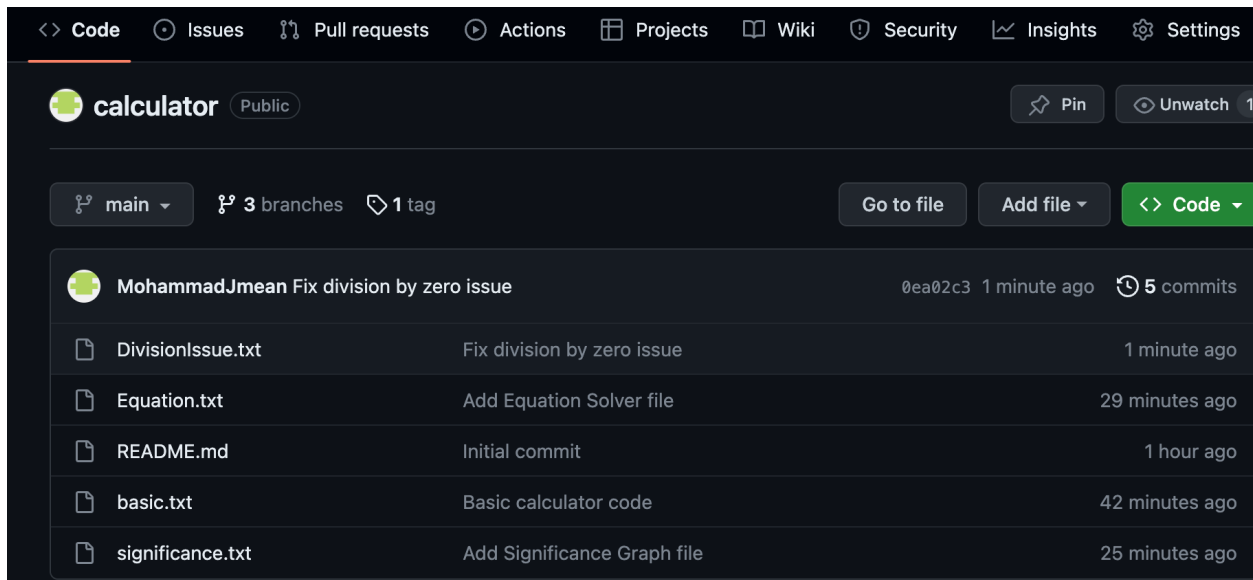 Code Issues Pull requests Actions Projects Wiki Security Insights Settings
calculator Public Pin Unwatch 1
main 3 branches 1 tag Go to file Add file Code
MohammadJmean Fix division by zero issue 0ea02c3 1 minute ago 5 commits
DivisionIssue.txt Fix division by zero issue 1 minute ago
Equation.txt Add Equation Solver file 29 minutes ago
README.md Initial commit 1 hour ago
basic.txt Basic calculator code 42 minutes ago
significance.txt Add Significance Graph file 25 minutes ago